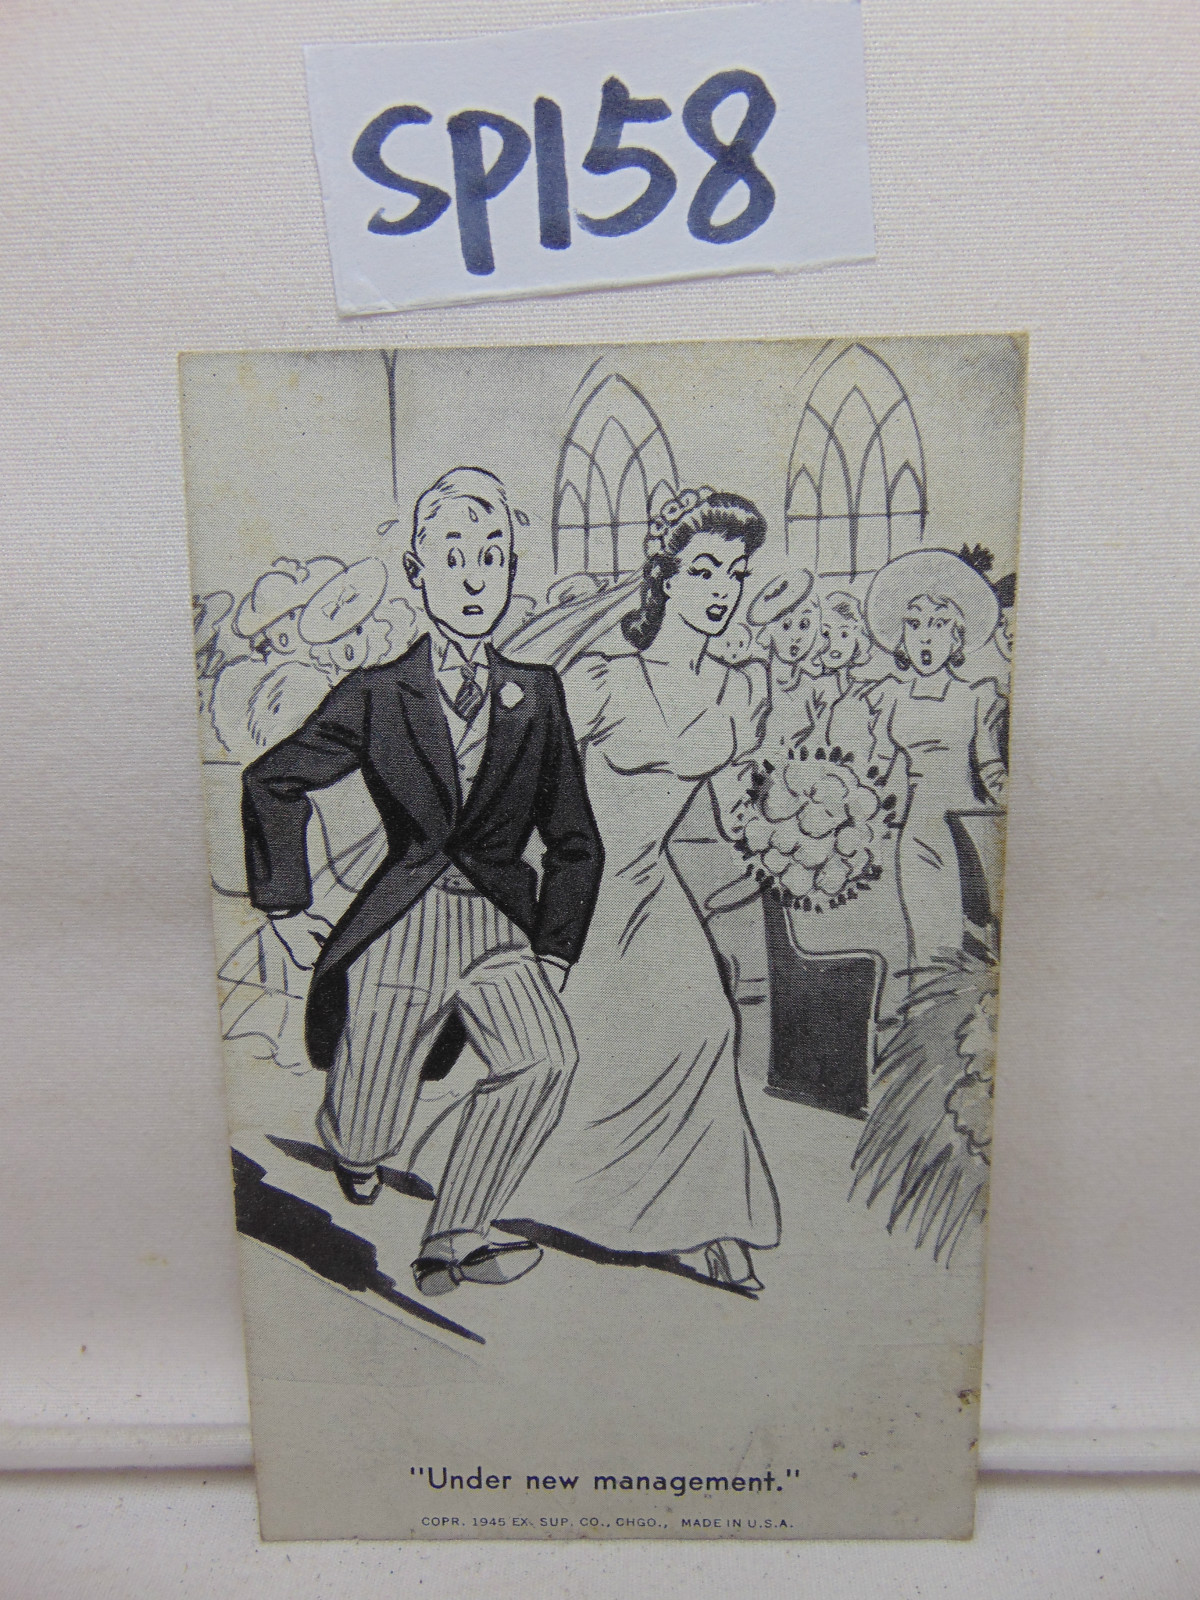 SP158
"Under new management."
COPR. 1945 EX. SUP. CO., CHGO., MADE IN U.S.A.